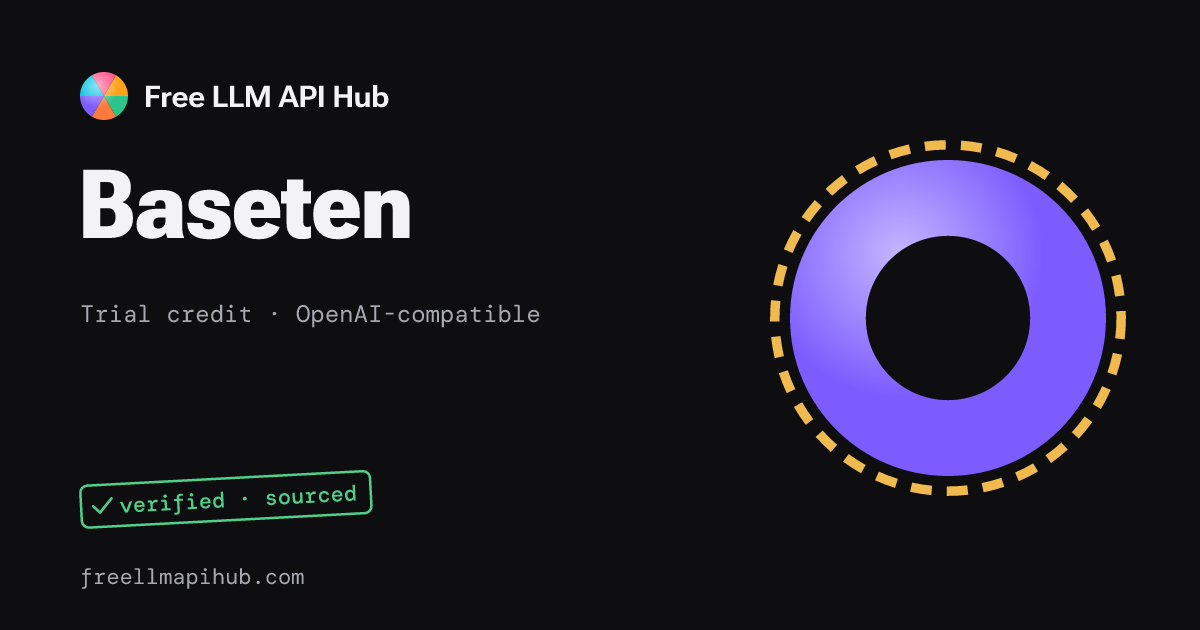 Free LLM API Hub
Baseten
Trial credit · OpenAI-compatible
verified · sourced
freellmapihub.com